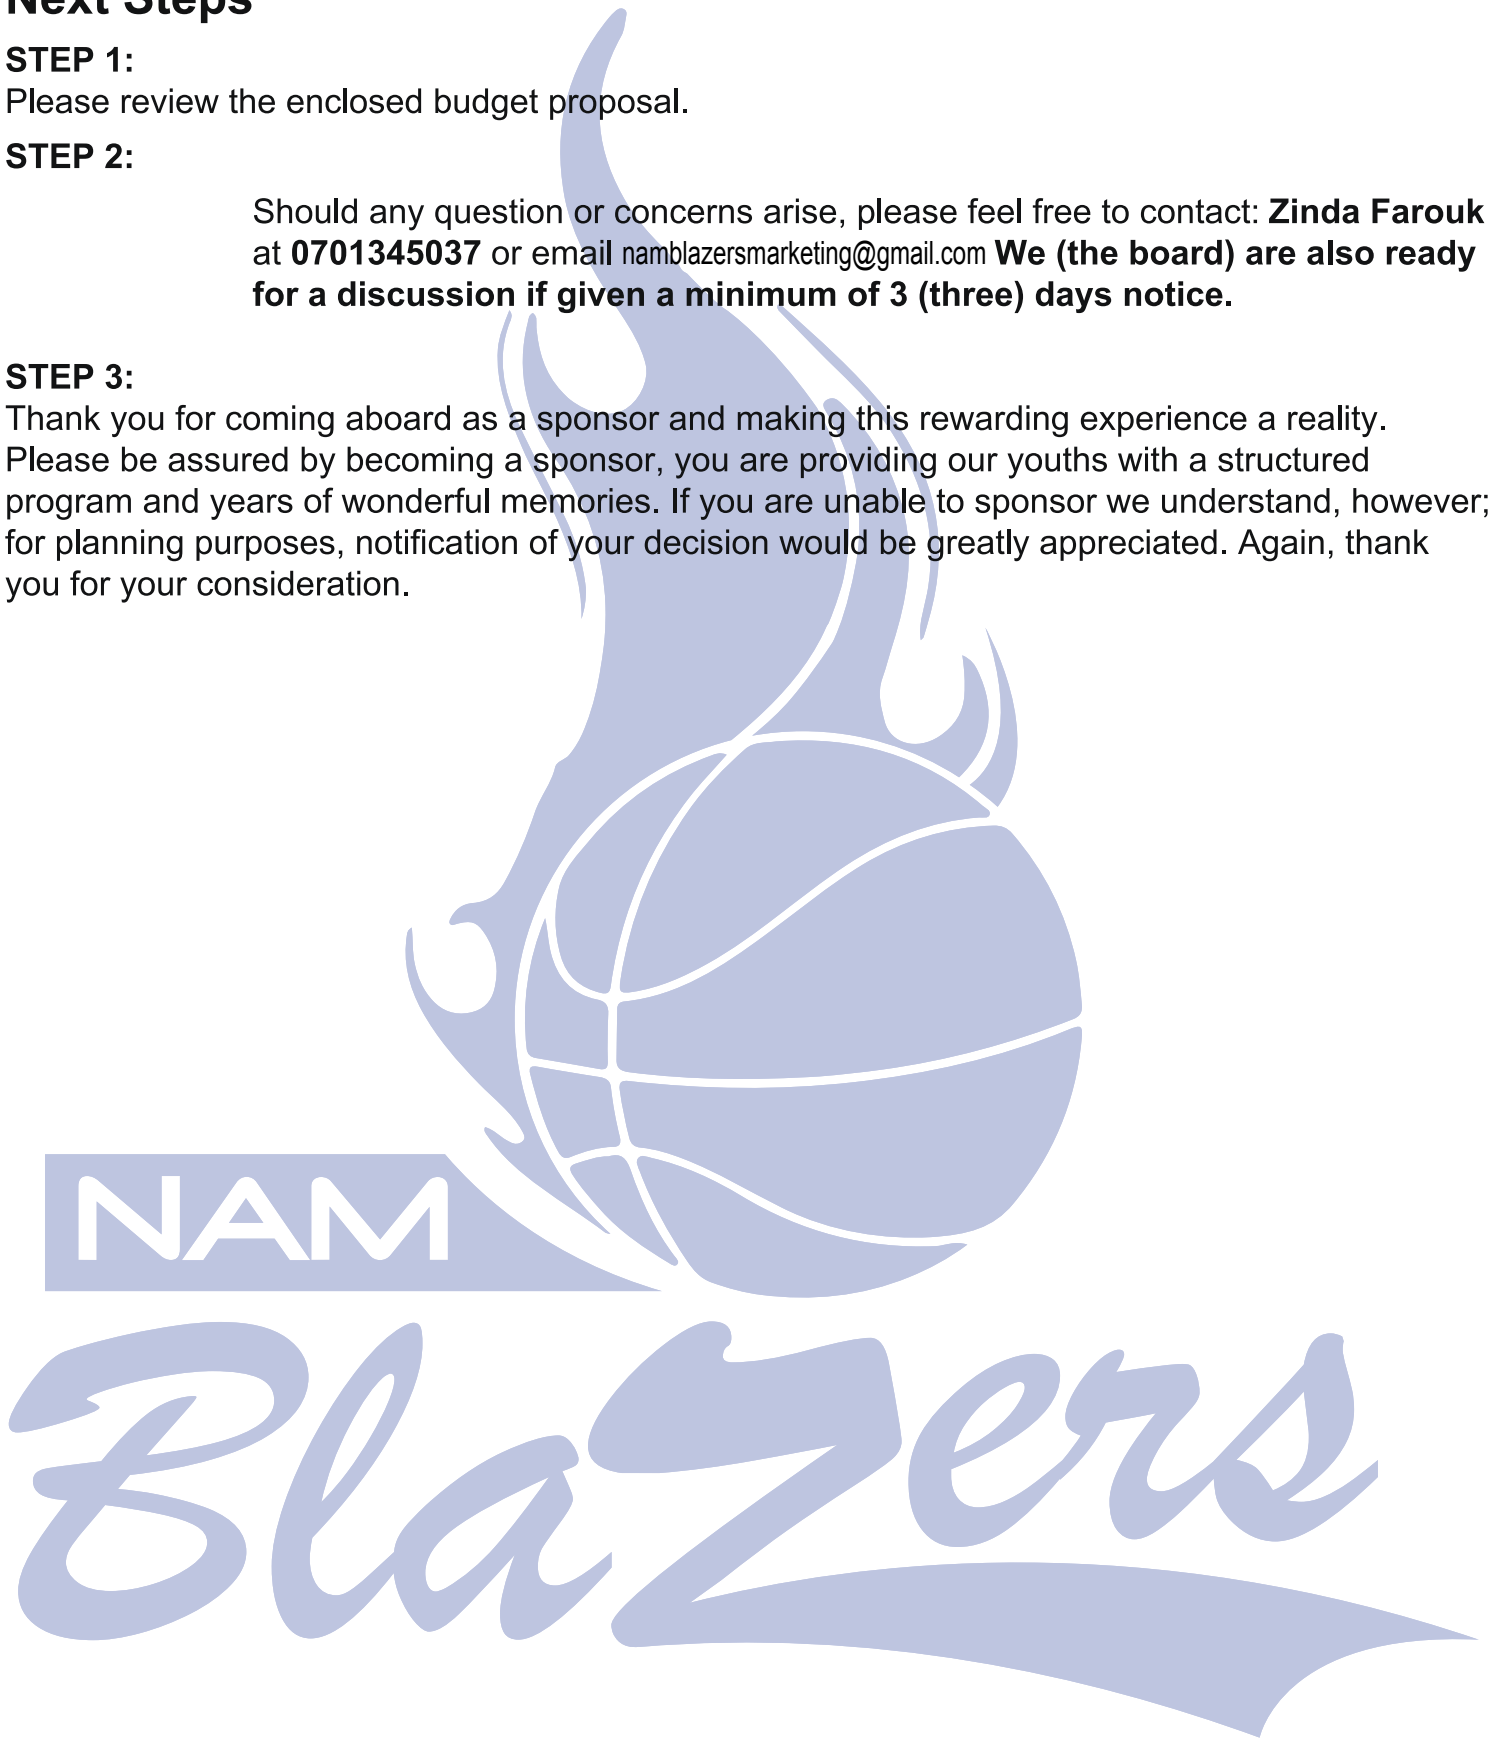 Next Steps
STEP 1:
Please review the enclosed budget proposal.
STEP 2:
Should any question or concerns arise, please feel free to contact: Zinda Farouk
at 0701345037 or email namblazersmarketing@gmail.com We (the board) are also ready
for a discussion if given a minimum of 3 (three) days notice.
STEP 3:
Thank you for coming aboard as a sponsor and making this rewarding experience a reality.
Please be assured by becoming a sponsor, you are providing our youths with a structured
program and years of wonderful memories. If you are unable to sponsor we understand, however;
for planning purposes, notification of your decision would be greatly appreciated. Again, thank
you for your consideration.
NAM
Blazers